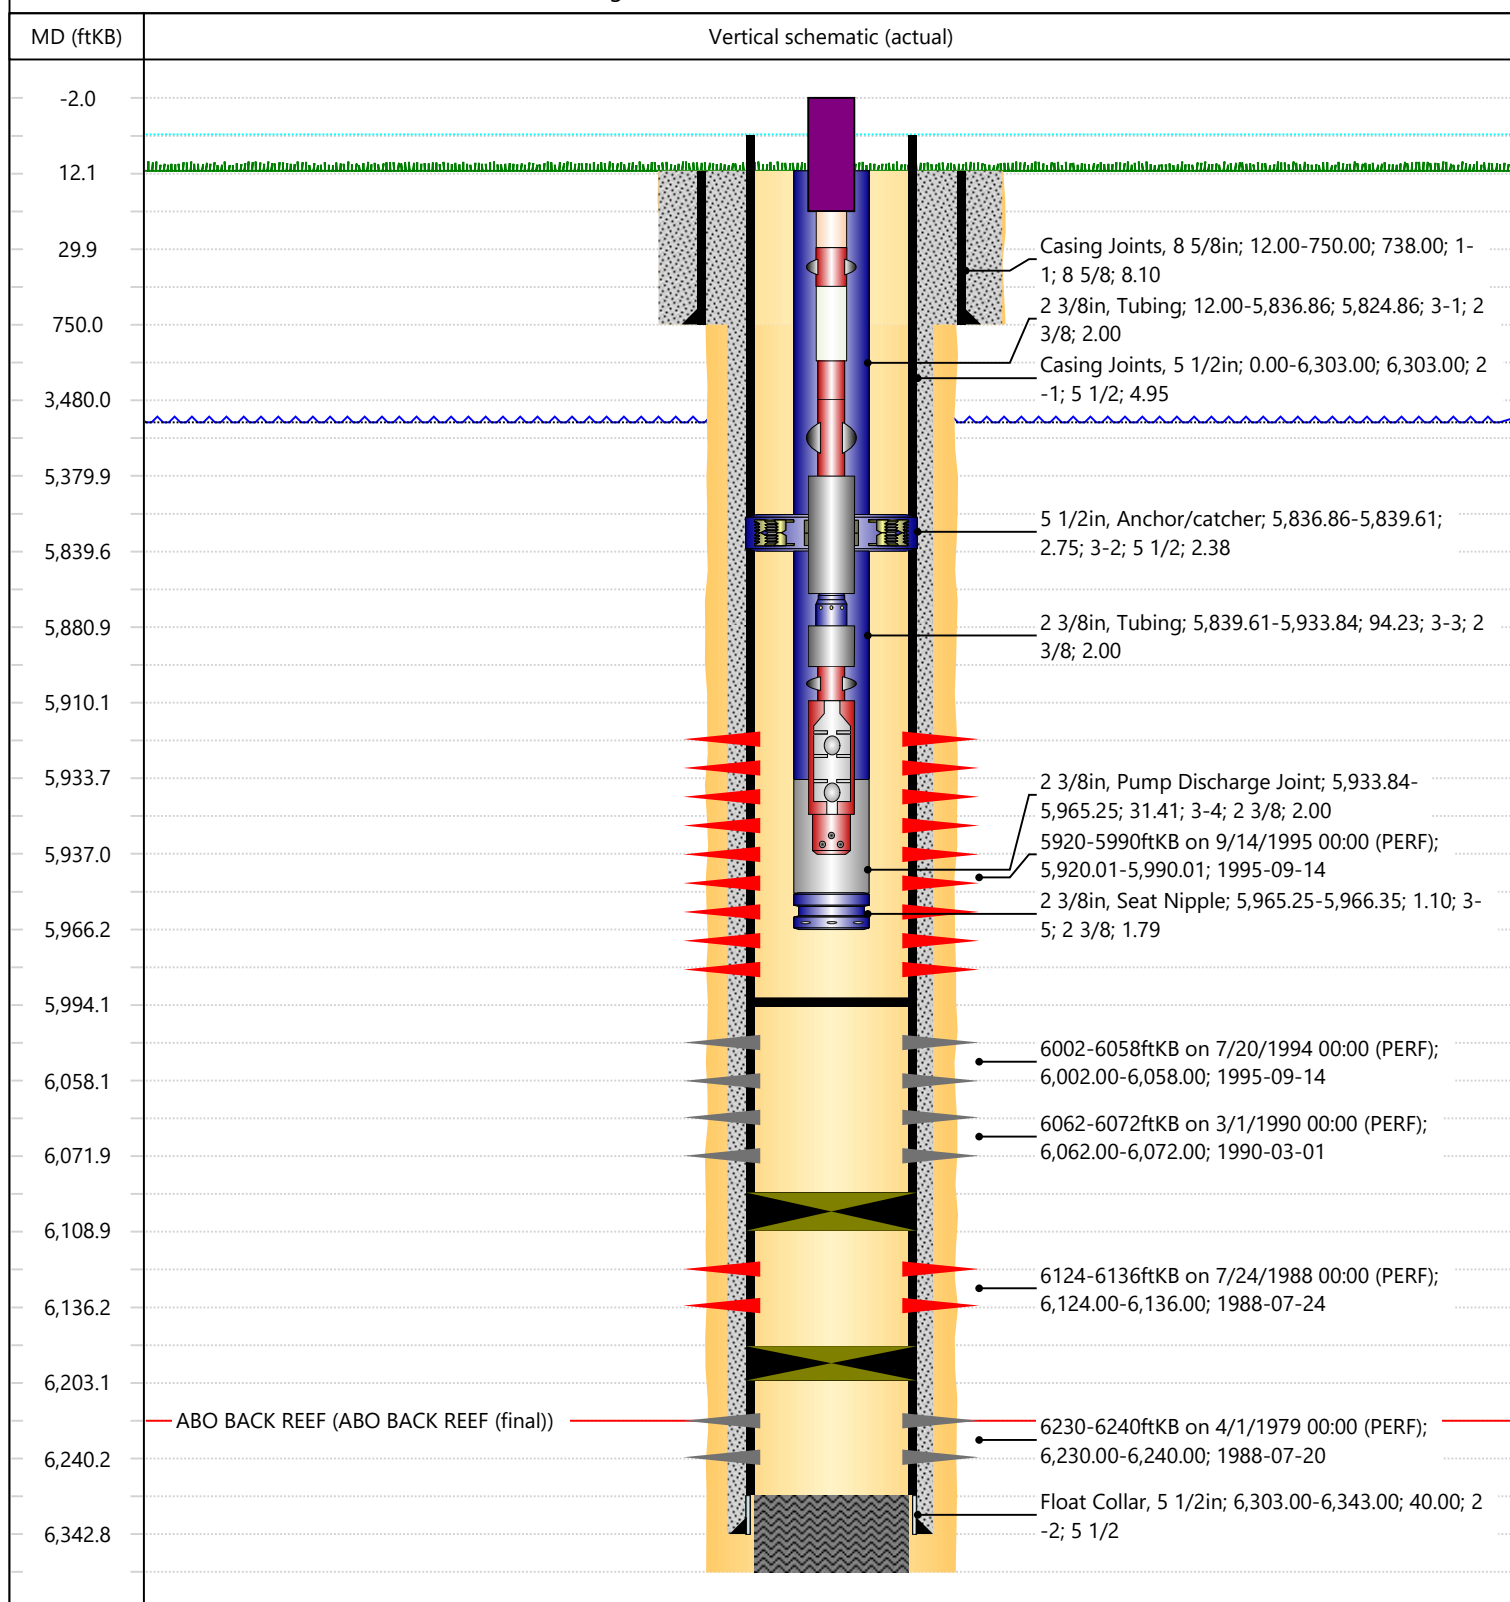 MD (ftKB)
Vertical schematic (actual)
-2.0
12.1
29.9
750.0
3,480.0
5,379.9
5,839.6
5,880.9
5,910.1
5,933.7
5,937.0
5,966.2
5,994.1
6,058.1
6,071.9
6,108.9
6,136.2
6,203.1
6,240.2
6,342.8
Casing Joints, 8 5/8in; 12.00-750.00; 738.00; 1-
1; 8 5/8; 8.10
2 3/8in, Tubing; 12.00-5,836.86; 5,824.86; 3-1; 2
3/8; 2.00
Casing Joints, 5 1/2in; 0.00-6,303.00; 6,303.00; 2
-1; 5 1/2; 4.95
5 1/2in, Anchor/catcher; 5,836.86-5,839.61;
2.75; 3-2; 5 1/2; 2.38
2 3/8in, Tubing; 5,839.61-5,933.84; 94.23; 3-3; 2
3/8; 2.00
2 3/8in, Pump Discharge Joint; 5,933.84-
5,965.25; 31.41; 3-4; 2 3/8; 2.00
5920-5990ftKB on 9/14/1995 00:00 (PERF);
5,920.01-5,990.01; 1995-09-14
2 3/8in, Seat Nipple; 5,965.25-5,966.35; 1.10; 3-
5; 2 3/8; 1.79
6002-6058ftKB on 7/20/1994 00:00 (PERF);
6,002.00-6,058.00; 1995-09-14
6062-6072ftKB on 3/1/1990 00:00 (PERF);
6,062.00-6,072.00; 1990-03-01
6124-6136ftKB on 7/24/1988 00:00 (PERF);
6,124.00-6,136.00; 1988-07-24
ABO BACK REEF (ABO BACK REEF (final))
6230-6240ftKB on 4/1/1979 00:00 (PERF);
6,230.00-6,240.00; 1988-07-20
Float Collar, 5 1/2in; 6,303.00-6,343.00; 40.00; 2
-2; 5 1/2